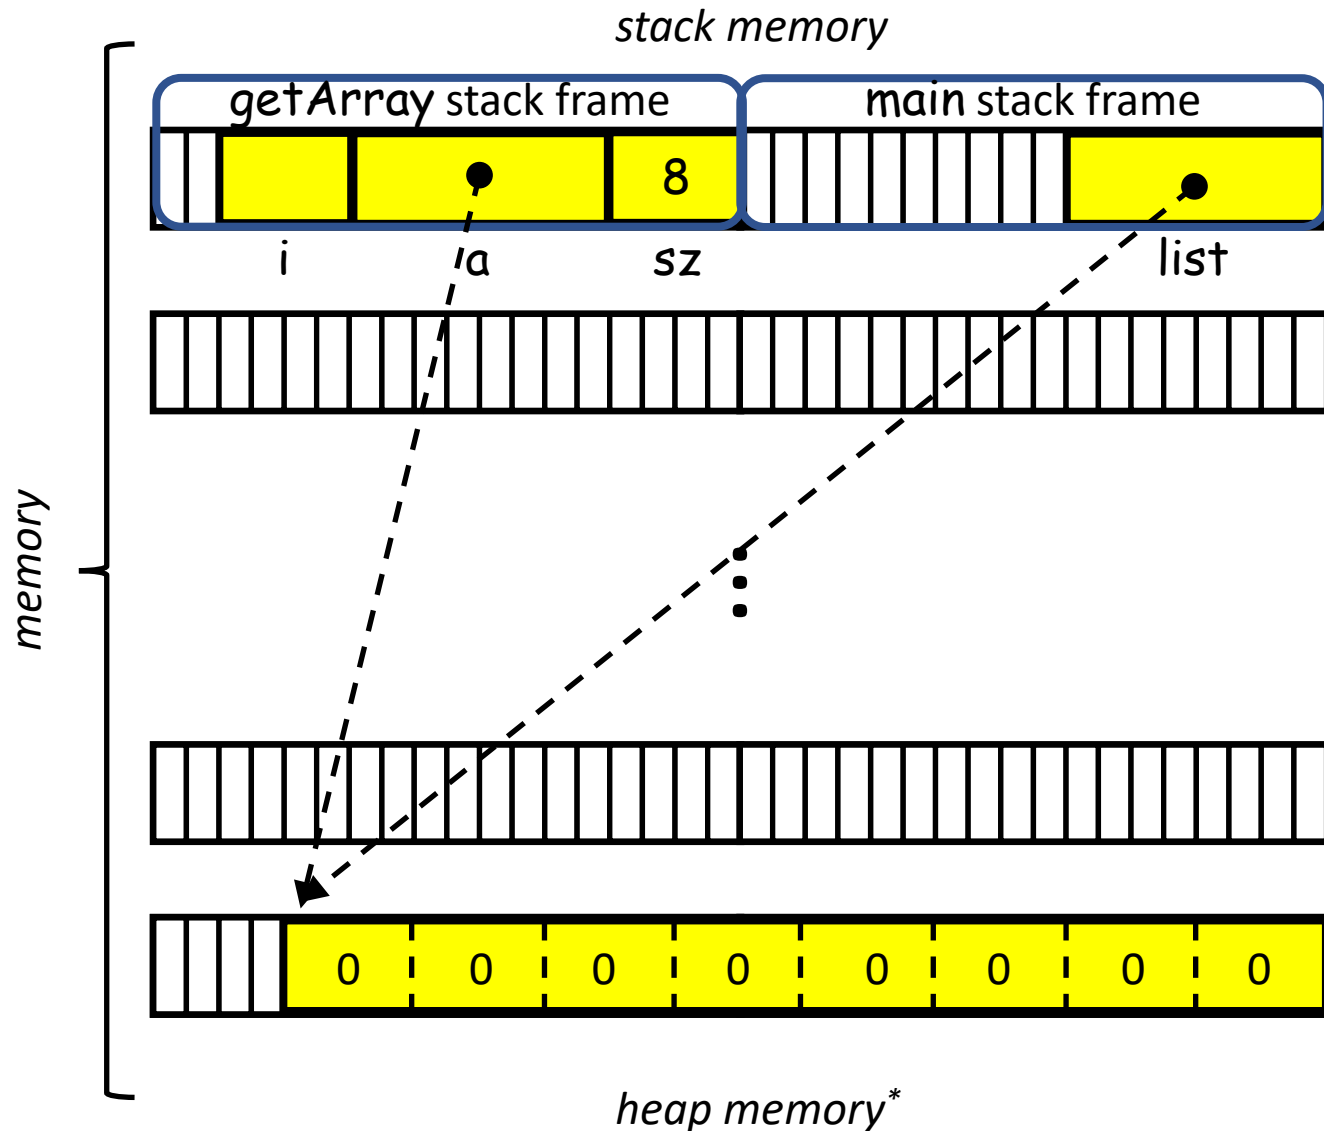 stack memory
getArray stack frame
main stack frame
8
i
a
sz
list
memory
0 0 0 0 0 0 0 0
heap memory*